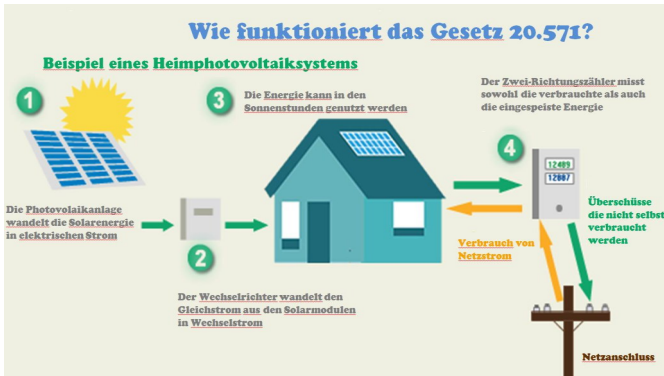 Wie funktioniert das Gesetz 20.571?
Beispiel eines Heimphotovoltaiksystems
1
Die Photovolaikanlage
wandelt die Solarenergie
in elektrischen Strom
2
Der Wechselrichter wandelt den
Gleichstrom aus den Solarmodulen
in Wechselstrom
3
Die Energie kann in den
Sonnenstunden genutzt werden
Der Zwei-Richtungszähler misst
sowohl die verbrauchte als auch
die eingespeiste Energie
4
12489
12007
Überschüsse
die nicht selbst
verbraucht
werden
Verbrauch von
Netzstrom
Netzanschluss